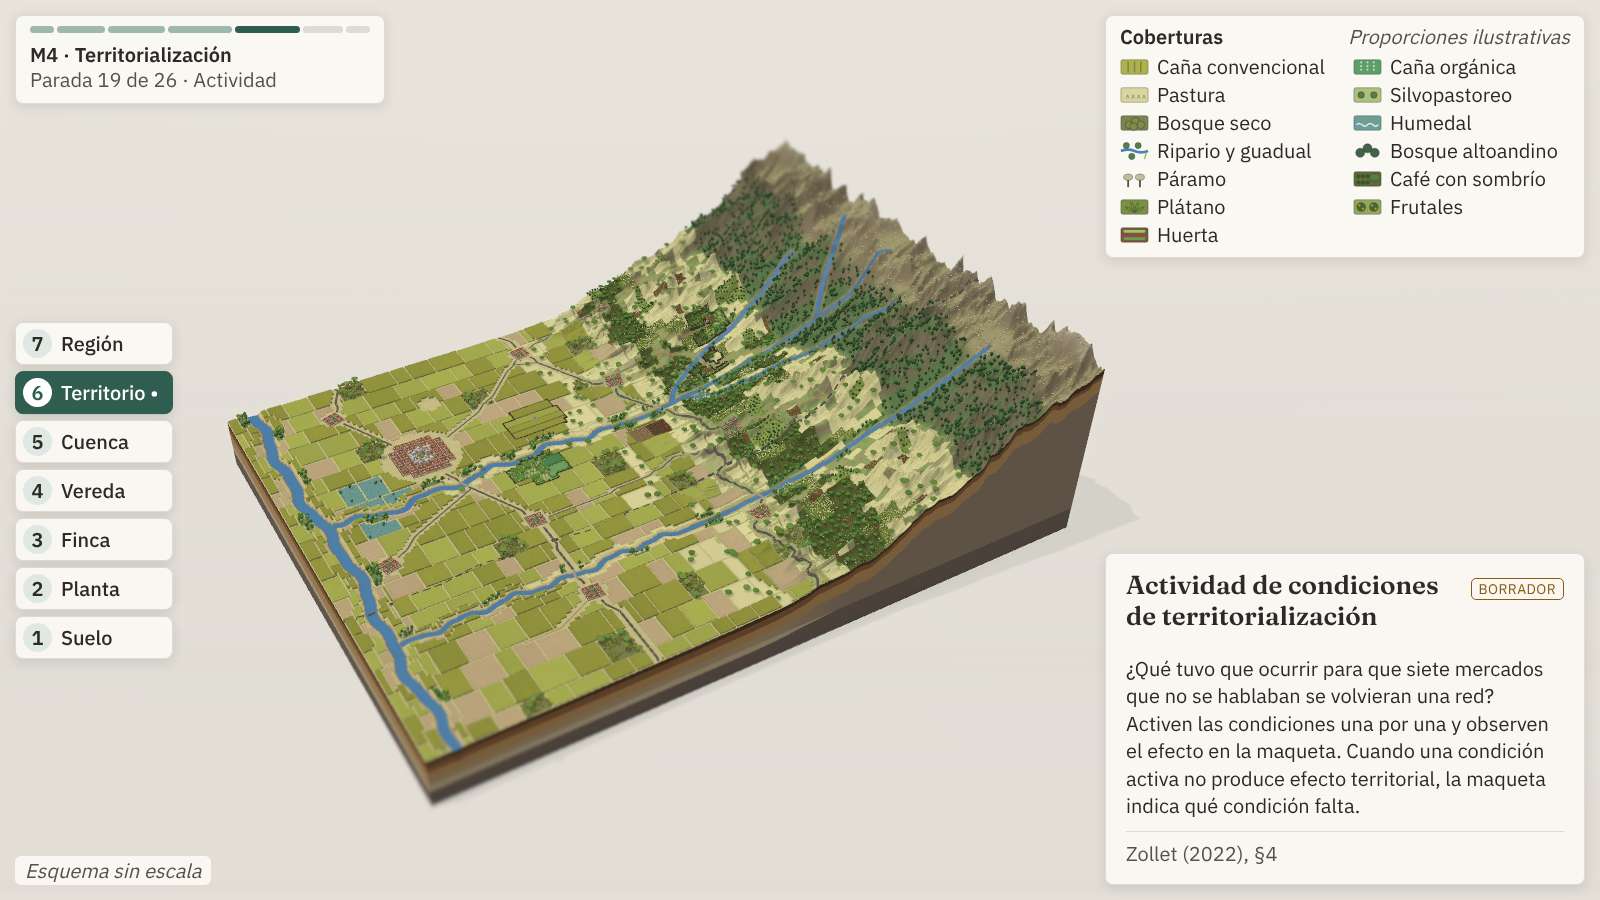 M4 · Territorialización
Parada 19 de 26 · Actividad
Coberturas
Proporciones ilustrativas
Caña convencional
Caña orgánica
Pastura
Silvopastoreo
Bosque seco
Humedal
Ripario y guadual
Bosque altoandino
Páramo
Café con sombrío
Plátano
Frutales
Huerta
7 Región
6 Territorio •
5 Cuenca
4 Vereda
3 Finca
2 Planta
1 Suelo
Actividad de condiciones
de territorialización
BORRADOR
¿Qué tuvo que ocurrir para que siete mercados
que no se hablaban se volvieran una red?
Activen las condiciones una por una y observen
el efecto en la maqueta. Cuando una condición
activa no produce efecto territorial, la maqueta
indica qué condición falta.
Zollet (2022), §4
Esquema sin escala